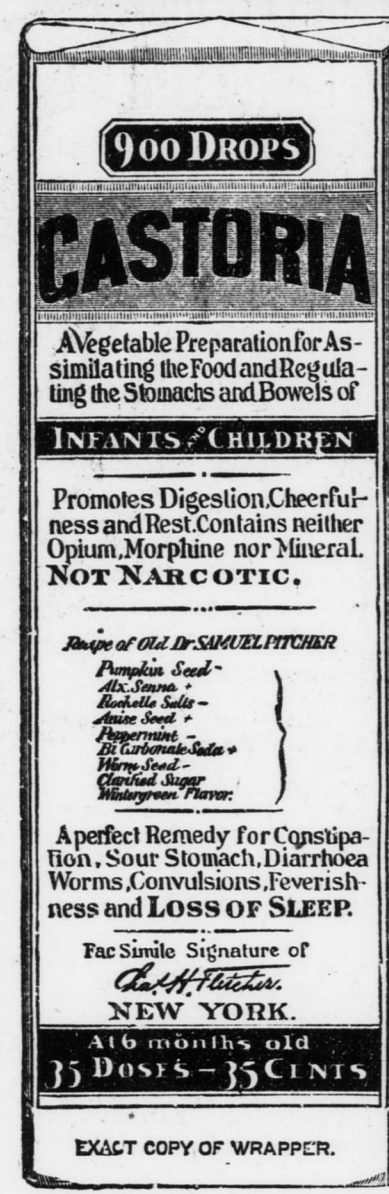 900 DROPS
CASTORIA
A Vegetable Preparation for As-
similating the Food and Regula-
ting the Stomachs and Bowels of
INFANTS AND CHILDREN
Promotes Digestion, Cheerful-
ness and Rest. Contains neither
Opium, Morphine nor Mineral.
NOT NARCOTIC.
Recipe of Old Dr SAMUEL PITCHER
Pumpkin Seed -
Alx. Senna +
Rochelle Salts -
Anise Seed +
Peppermint -
Bi Carbonate Soda +
Worm Seed -
Clarified Sugar
Wintergreen Flavor.
A perfect Remedy for Constipa-
tion, Sour Stomach, Diarrhoea
Worms, Convulsions, Feverish-
ness and LOSS OF SLEEP.
Fac Simile Signature of
Chas. H. Fletcher.
NEW YORK.
At 6 months old
35 DOSES – 35 CENTS
EXACT COPY OF WRAPPER.